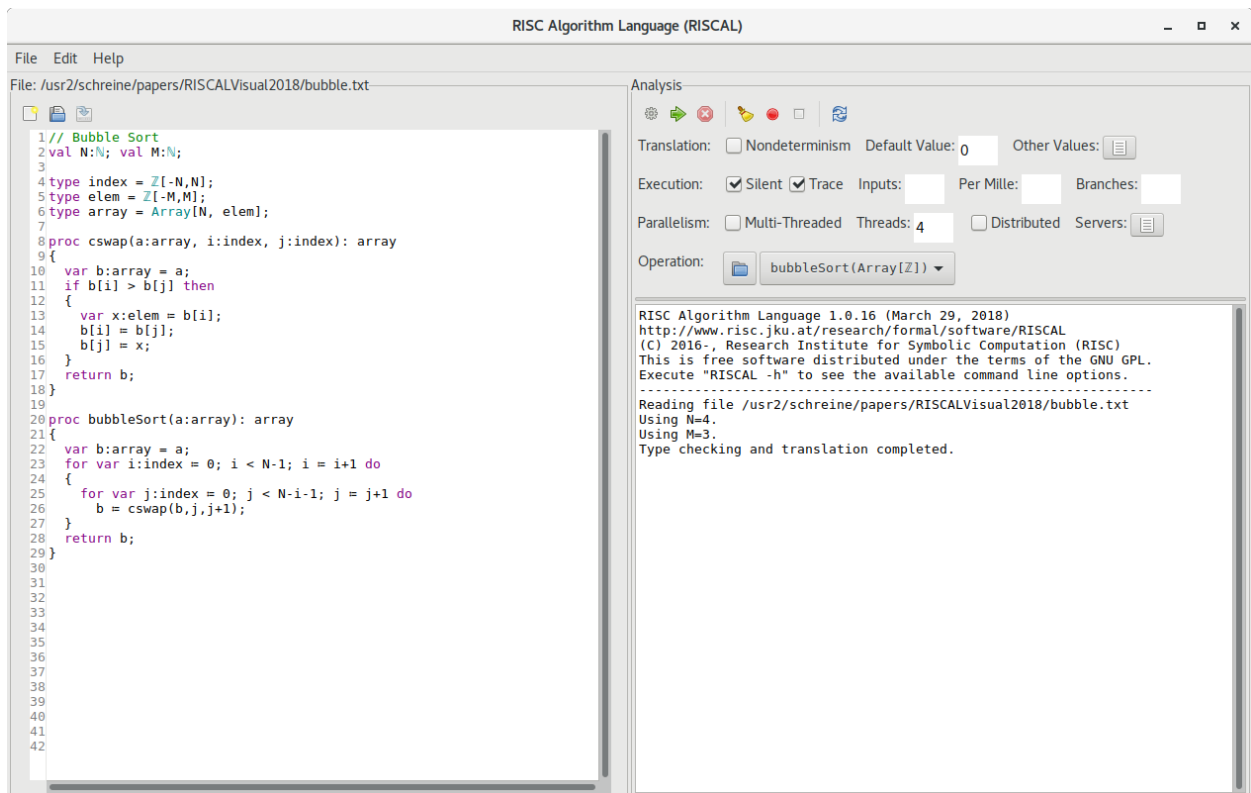 RISC Algorithm Language (RISCAL)
File Edit Help
File: /usr2/schreine/papers/RISCALVisual2018/bubble.txt
1 // Bubble Sort
2 val N:ℕ; val M:ℕ;
3
4 type index = ℤ[-N,N];
5 type elem = ℤ[-M,M];
6 type array = Array[N, elem];
7
8 proc cswap(a:array, i:index, j:index): array
9 {
10   var b:array = a;
11   if b[i] > b[j] then
12   {
13     var x:elem ≔ b[i];
14     b[i] ≔ b[j];
15     b[j] ≔ x;
16   }
17   return b;
18 }
19
20 proc bubbleSort(a:array): array
21 {
22   var b:array = a;
23   for var i:index ≔ 0; i < N-1; i ≔ i+1 do
24   {
25     for var j:index ≔ 0; j < N-i-1; j ≔ j+1 do
26       b ≔ cswap(b,j,j+1);
27   }
28   return b;
29 }
30
31
32
33
34
35
36
37
38
39
40
41
42
Analysis
Translation: Nondeterminism Default Value: 0 Other Values:
Execution: Silent Trace Inputs: Per Mille: Branches:
Parallelism: Multi-Threaded Threads: 4 Distributed Servers:
Operation: bubbleSort(Array[ℤ])
RISC Algorithm Language 1.0.16 (March 29, 2018)
http://www.risc.jku.at/research/formal/software/RISCAL
(C) 2016-, Research Institute for Symbolic Computation (RISC)
This is free software distributed under the terms of the GNU GPL.
Execute "RISCAL -h" to see the available command line options.
-----------------------------------------------------------------
Reading file /usr2/schreine/papers/RISCALVisual2018/bubble.txt
Using N=4.
Using M=3.
Type checking and translation completed.